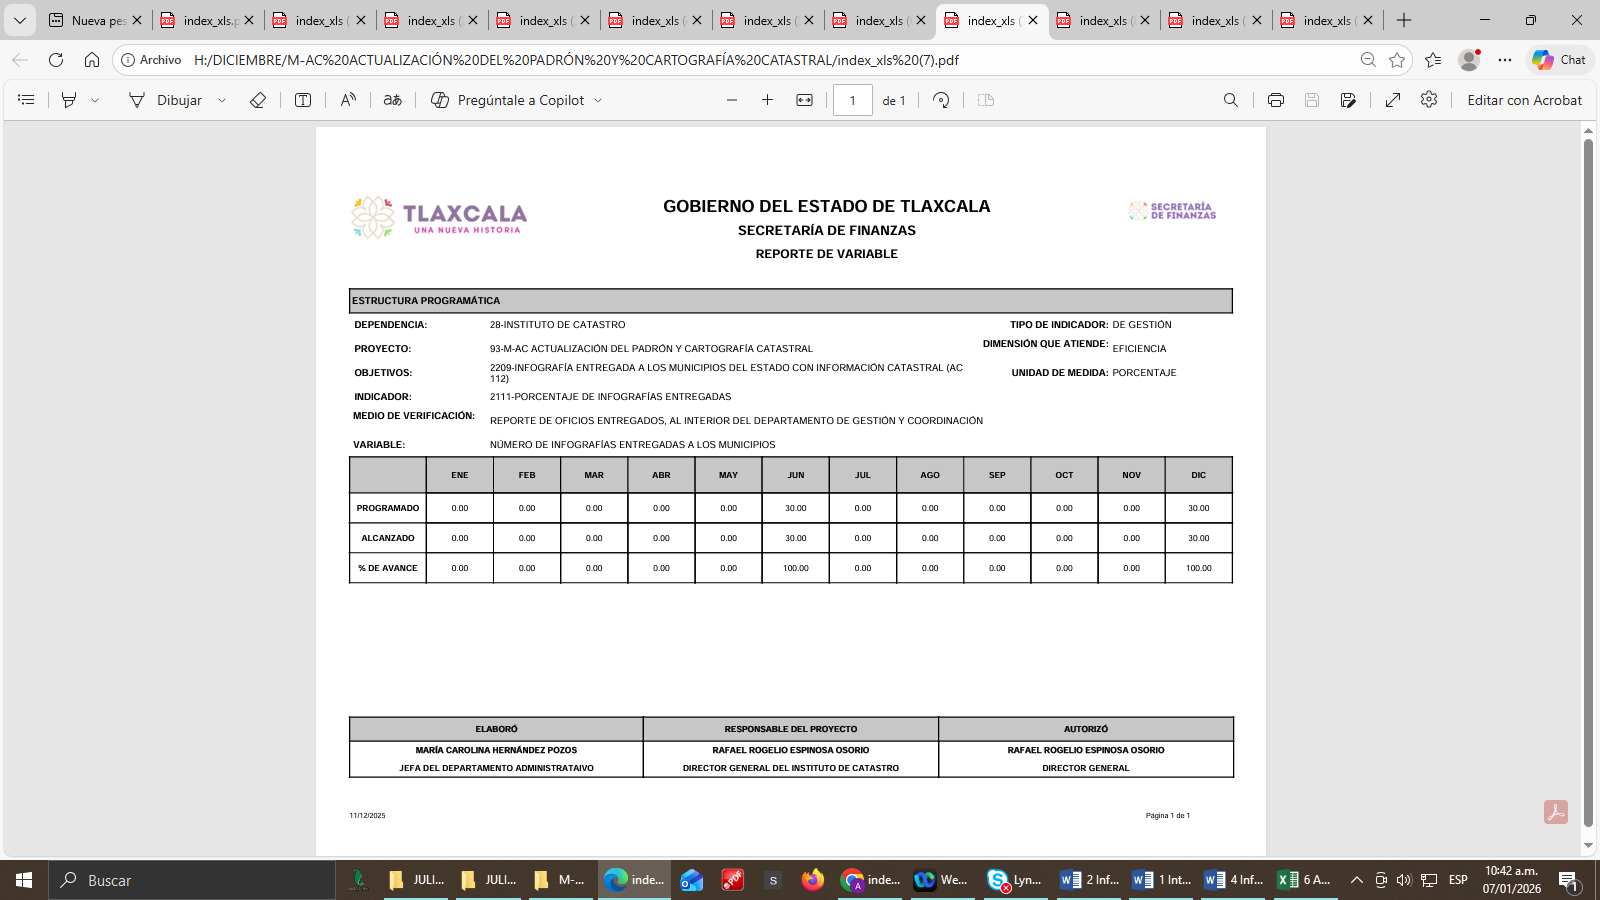 Nueva pes
index_xls.p
index_xls (
index_xls (
index_xls (
index_xls (
index_xls (
index_xls (
index_xls (
index_xls (
index_xls (
index_xls (
Archivo
H:/DICIEMBRE/M-AC%20ACTUALIZACIÓN%20DEL%20PADRÓN%20Y%20CARTOGRAFÍA%20CATASTRAL/index_xls%20(7).pdf
Chat
Dibujar
Pregúntale a Copilot
1 de 1
Editar con Acrobat
TLAXCALA
UNA NUEVA HISTORIA
GOBIERNO DEL ESTADO DE TLAXCALA
SECRETARÍA DE FINANZAS
REPORTE DE VARIABLE
SECRETARÍA
DE FINANZAS
ESTRUCTURA PROGRAMÁTICA
DEPENDENCIA: 28-INSTITUTO DE CATASTRO TIPO DE INDICADOR: DE GESTIÓN
PROYECTO: 93-M-AC ACTUALIZACIÓN DEL PADRÓN Y CARTOGRAFÍA CATASTRAL DIMENSIÓN QUE ATIENDE: EFICIENCIA
OBJETIVOS: 2209-INFOGRAFÍA ENTREGADA A LOS MUNICIPIOS DEL ESTADO CON INFORMACIÓN CATASTRAL (AC
112)
UNIDAD DE MEDIDA: PORCENTAJE
INDICADOR: 2111-PORCENTAJE DE INFOGRAFÍAS ENTREGADAS
MEDIO DE VERIFICACIÓN: REPORTE DE OFICIOS ENTREGADOS, AL INTERIOR DEL DEPARTAMENTO DE GESTIÓN Y COORDINACIÓN
VARIABLE: NÚMERO DE INFOGRAFÍAS ENTREGADAS A LOS MUNICIPIOS
ENE FEB MAR ABR MAY JUN JUL AGO SEP OCT NOV DIC
PROGRAMADO 0.00 0.00 0.00 0.00 0.00 30.00 0.00 0.00 0.00 0.00 0.00 30.00
ALCANZADO 0.00 0.00 0.00 0.00 0.00 30.00 0.00 0.00 0.00 0.00 0.00 30.00
% DE AVANCE 0.00 0.00 0.00 0.00 0.00 100.00 0.00 0.00 0.00 0.00 0.00 100.00
ELABORÓ RESPONSABLE DEL PROYECTO AUTORIZÓ
MARÍA CAROLINA HERNÁNDEZ POZOS RAFAEL ROGELIO ESPINOSA OSORIO RAFAEL ROGELIO ESPINOSA OSORIO
JEFA DEL DEPARTAMENTO ADMINISTRATAIVO DIRECTOR GENERAL DEL INSTITUTO DE CATASTRO DIRECTOR GENERAL
11/12/2025 Página 1 de 1
Buscar
JULI...
JULI...
M-...
inde...
PDF
S
A
inde...
We...
Lyn...
2 Inf...
1 Int...
4 Inf...
6 A...
ESP
10:42 a.m.
07/01/2026
1